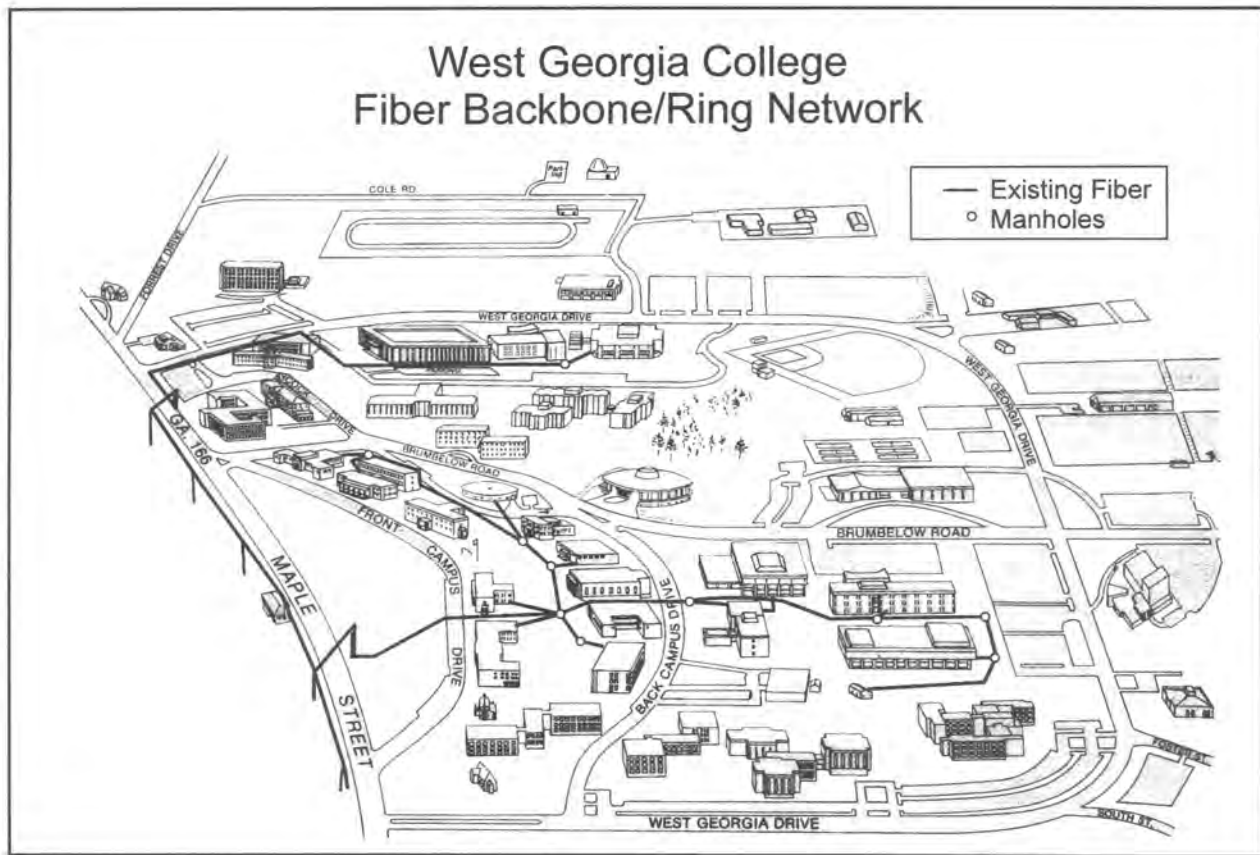 West Georgia College
Fiber Backbone/Ring Network
Existing Fiber
Manholes
COLE RD.
FORREST DRIVE
WEST GEORGIA DRIVE
WEST GEORGIA DRIVE
GA. 166
DRIVE
BRUMBELOW ROAD
FRONT
CAMPUS
DRIVE
BRUMBELOW ROAD
MAPLE
STREET
BACK CAMPUS DRIVE
WEST GEORGIA DRIVE
FOSTER ST.
SOUTH ST.